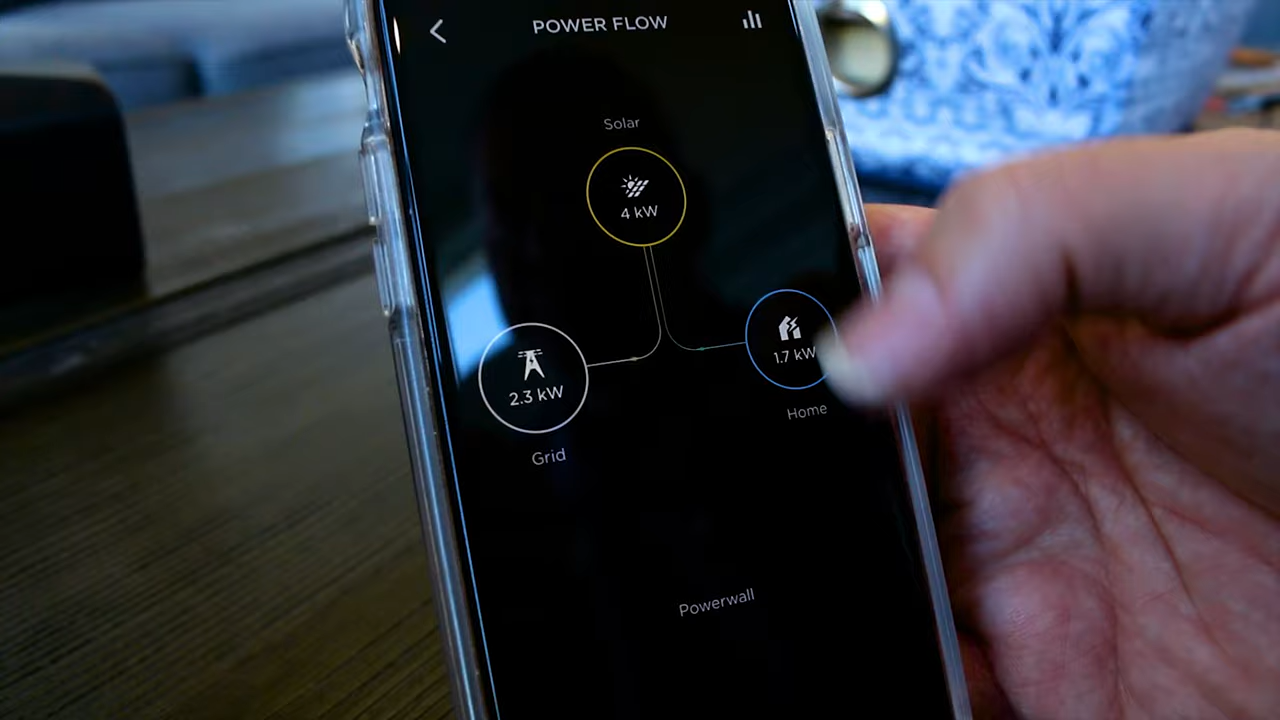 POWER FLOW
Solar
4 kW
2.3 kW
1.7 kW
Grid
Home
Powerwall